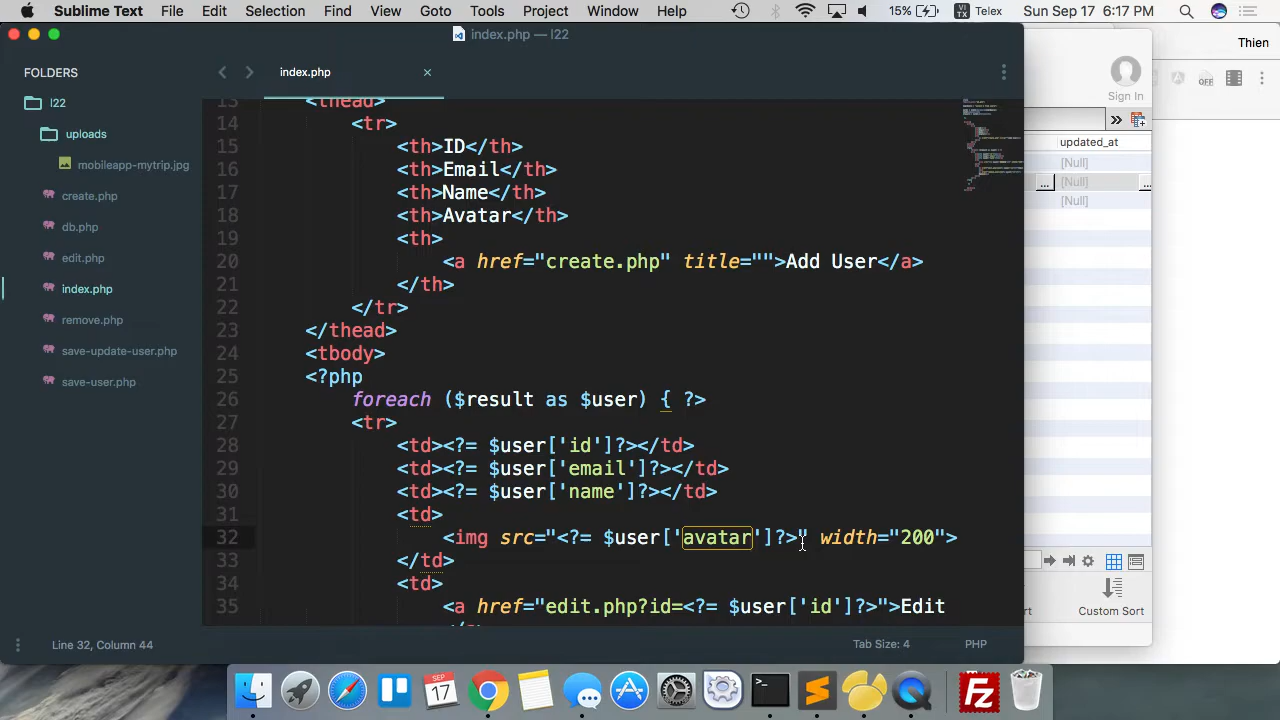 Sublime Text File Edit Selection Find View Goto Tools Project Window Help 15% VI TX Telex Sun Sep 17 6:17 PM
index.php — l22
Thien
FOLDERS
index.php
l22
uploads
mobileapp-mytrip.jpg
create.php
db.php
edit.php
index.php
remove.php
save-update-user.php
save-user.php
13 <thead>
14 <tr>
15 <th>ID</th>
16 <th>Email</th>
17 <th>Name</th>
18 <th>Avatar</th>
19 <th>
20 <a href="create.php" title="">Add User</a>
21 </th>
22 </tr>
23 </thead>
24 <tbody>
25 <?php
26 foreach ($result as $user) { ?>
27 <tr>
28 <td><?= $user['id']?></td>
29 <td><?= $user['email']?></td>
30 <td><?= $user['name']?></td>
31 <td>
32 <img src="<?= $user['avatar']?>" width="200">
33 </td>
34 <td>
35 <a href="edit.php?id=<?= $user['id']?>">Edit
Line 32, Column 44
Tab Size: 4
PHP
OFF
Sign In
»
updated_at
[Null]
... [Null] ...
[Null]
Custom Sort
SEP
17
>_
Fz